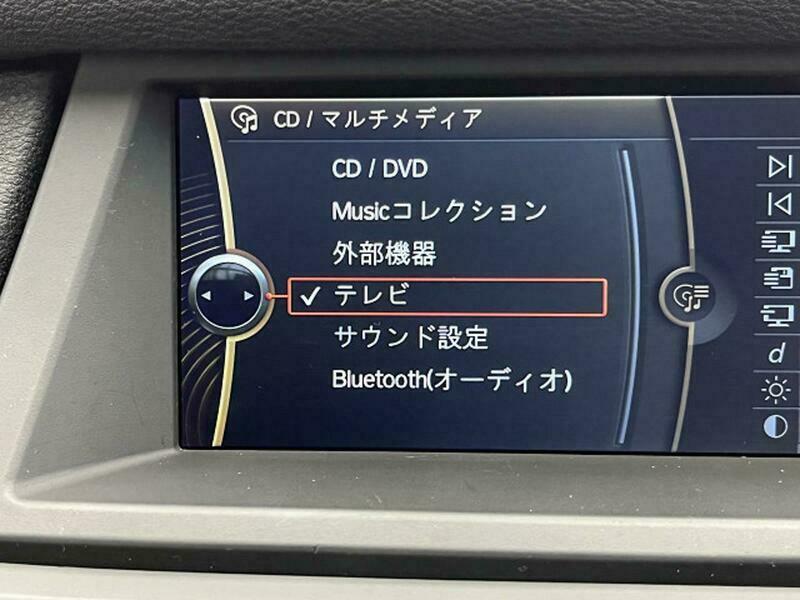 CD / マルチメディア
CD / DVD
Musicコレクション
外部機器
テレビ
サウンド設定
Bluetooth(オーディオ)
d